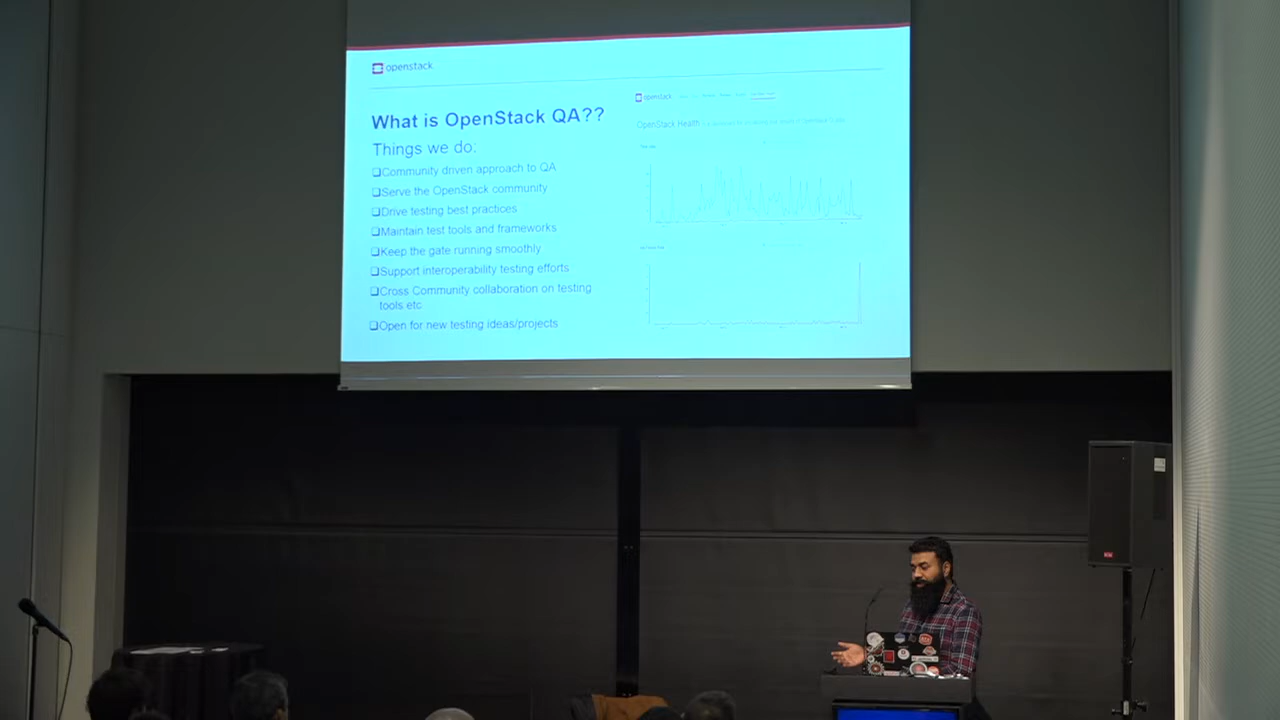 openstack.
What is OpenStack QA??
Things we do:
❑Community driven approach to QA
❑Serve the OpenStack community
❑Drive testing best practices
❑Maintain test tools and frameworks
❑Keep the gate running smoothly
❑Support interoperability testing efforts
❑Cross Community collaboration on testing
tools etc
❑Open for new testing ideas/projects
openstack.
OpenStack Health